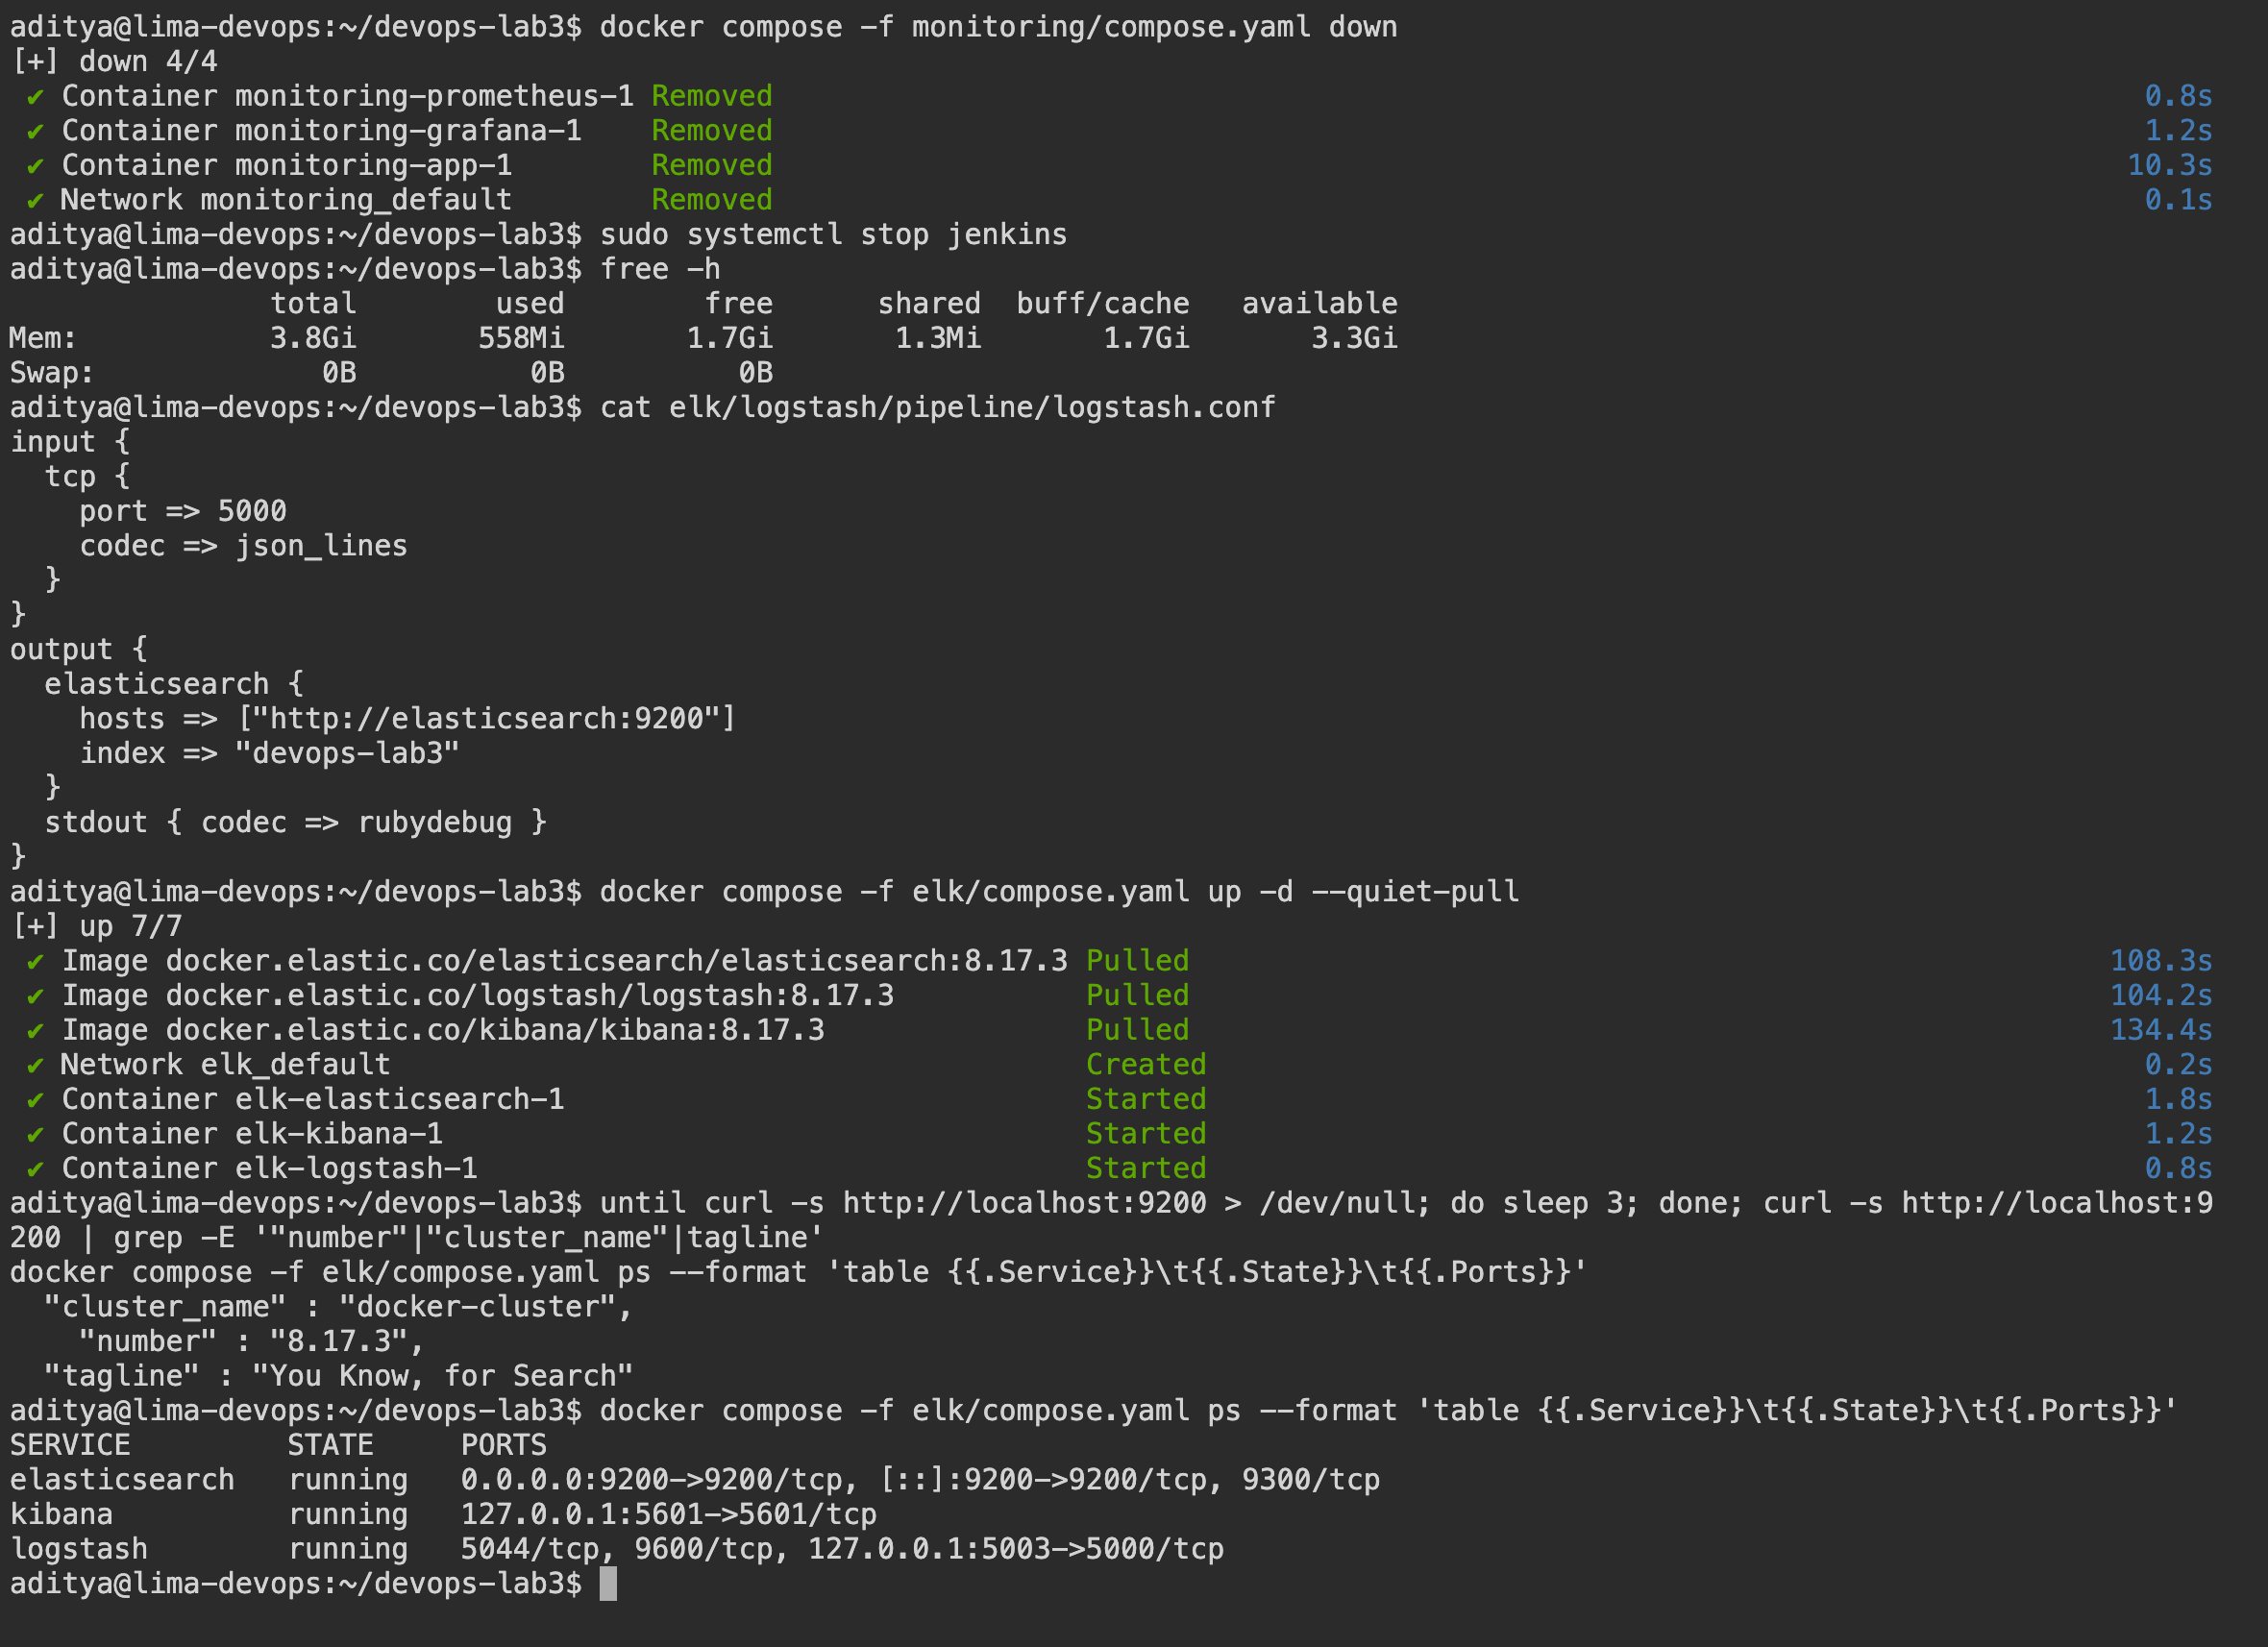 aditya@lima-devops:~/devops-lab3$ docker compose -f monitoring/compose.yaml down
[+] down 4/4
 ✔ Container monitoring-prometheus-1 Removed 0.8s
 ✔ Container monitoring-grafana-1    Removed 1.2s
 ✔ Container monitoring-app-1        Removed 10.3s
 ✔ Network monitoring_default        Removed 0.1s
aditya@lima-devops:~/devops-lab3$ sudo systemctl stop jenkins
aditya@lima-devops:~/devops-lab3$ free -h
               total        used        free      shared  buff/cache   available
Mem:           3.8Gi       558Mi       1.7Gi       1.3Mi       1.7Gi       3.3Gi
Swap:             0B          0B          0B
aditya@lima-devops:~/devops-lab3$ cat elk/logstash/pipeline/logstash.conf
input {
  tcp {
    port => 5000
    codec => json_lines
  }
}
output {
  elasticsearch {
    hosts => ["http://elasticsearch:9200"]
    index => "devops-lab3"
  }
  stdout { codec => rubydebug }
}
aditya@lima-devops:~/devops-lab3$ docker compose -f elk/compose.yaml up -d --quiet-pull
[+] up 7/7
 ✔ Image docker.elastic.co/elasticsearch/elasticsearch:8.17.3 Pulled 108.3s
 ✔ Image docker.elastic.co/logstash/logstash:8.17.3           Pulled 104.2s
 ✔ Image docker.elastic.co/kibana/kibana:8.17.3               Pulled 134.4s
 ✔ Network elk_default                                        Created 0.2s
 ✔ Container elk-elasticsearch-1                              Started 1.8s
 ✔ Container elk-kibana-1                                     Started 1.2s
 ✔ Container elk-logstash-1                                   Started 0.8s
aditya@lima-devops:~/devops-lab3$ until curl -s http://localhost:9200 > /dev/null; do sleep 3; done; curl -s http://localhost:9
200 | grep -E '"number"|"cluster_name"|tagline'
docker compose -f elk/compose.yaml ps --format 'table {{.Service}}\t{{.State}}\t{{.Ports}}'
  "cluster_name" : "docker-cluster",
    "number" : "8.17.3",
  "tagline" : "You Know, for Search"
aditya@lima-devops:~/devops-lab3$ docker compose -f elk/compose.yaml ps --format 'table {{.Service}}\t{{.State}}\t{{.Ports}}'
SERVICE         STATE     PORTS
elasticsearch   running   0.0.0.0:9200->9200/tcp, [::]:9200->9200/tcp, 9300/tcp
kibana          running   127.0.0.1:5601->5601/tcp
logstash        running   5044/tcp, 9600/tcp, 127.0.0.1:5003->5000/tcp
aditya@lima-devops:~/devops-lab3$